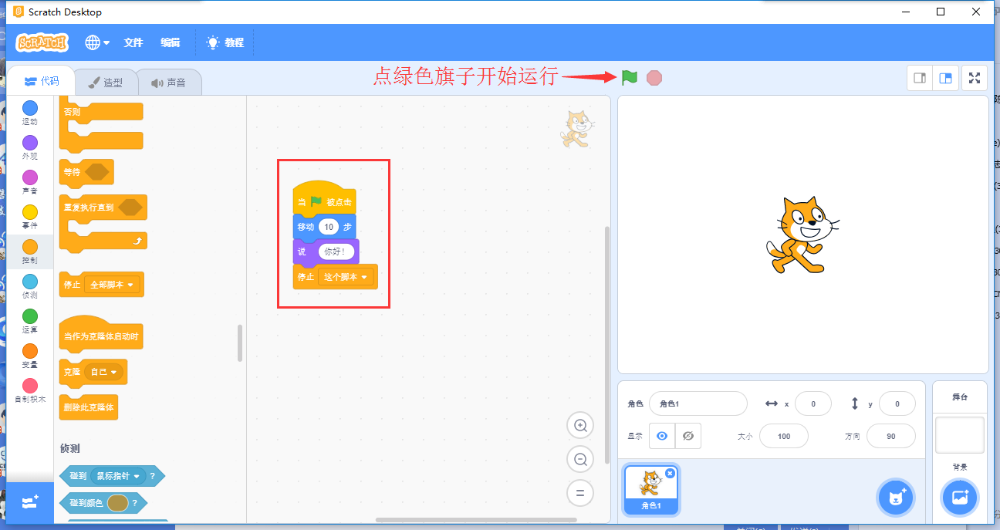 Scratch Desktop
SCRATCH 文件 编辑 教程
代码 造型 声音
点绿色旗子开始运行
运动
外观
声音
事件
控制
侦测
运算
变量
自制积木
否则
等待
重复执行直到
停止 全部脚本
当作为克隆体启动时
克隆 自己
删除此克隆体
侦测
碰到 鼠标指针 ?
碰到颜色 ?
当 被点击
移动 10 步
说 你好!
停止 这个脚本
角色 角色1 x 0 y 0
显示 大小 100 方向 90
角色1
舞台
背景